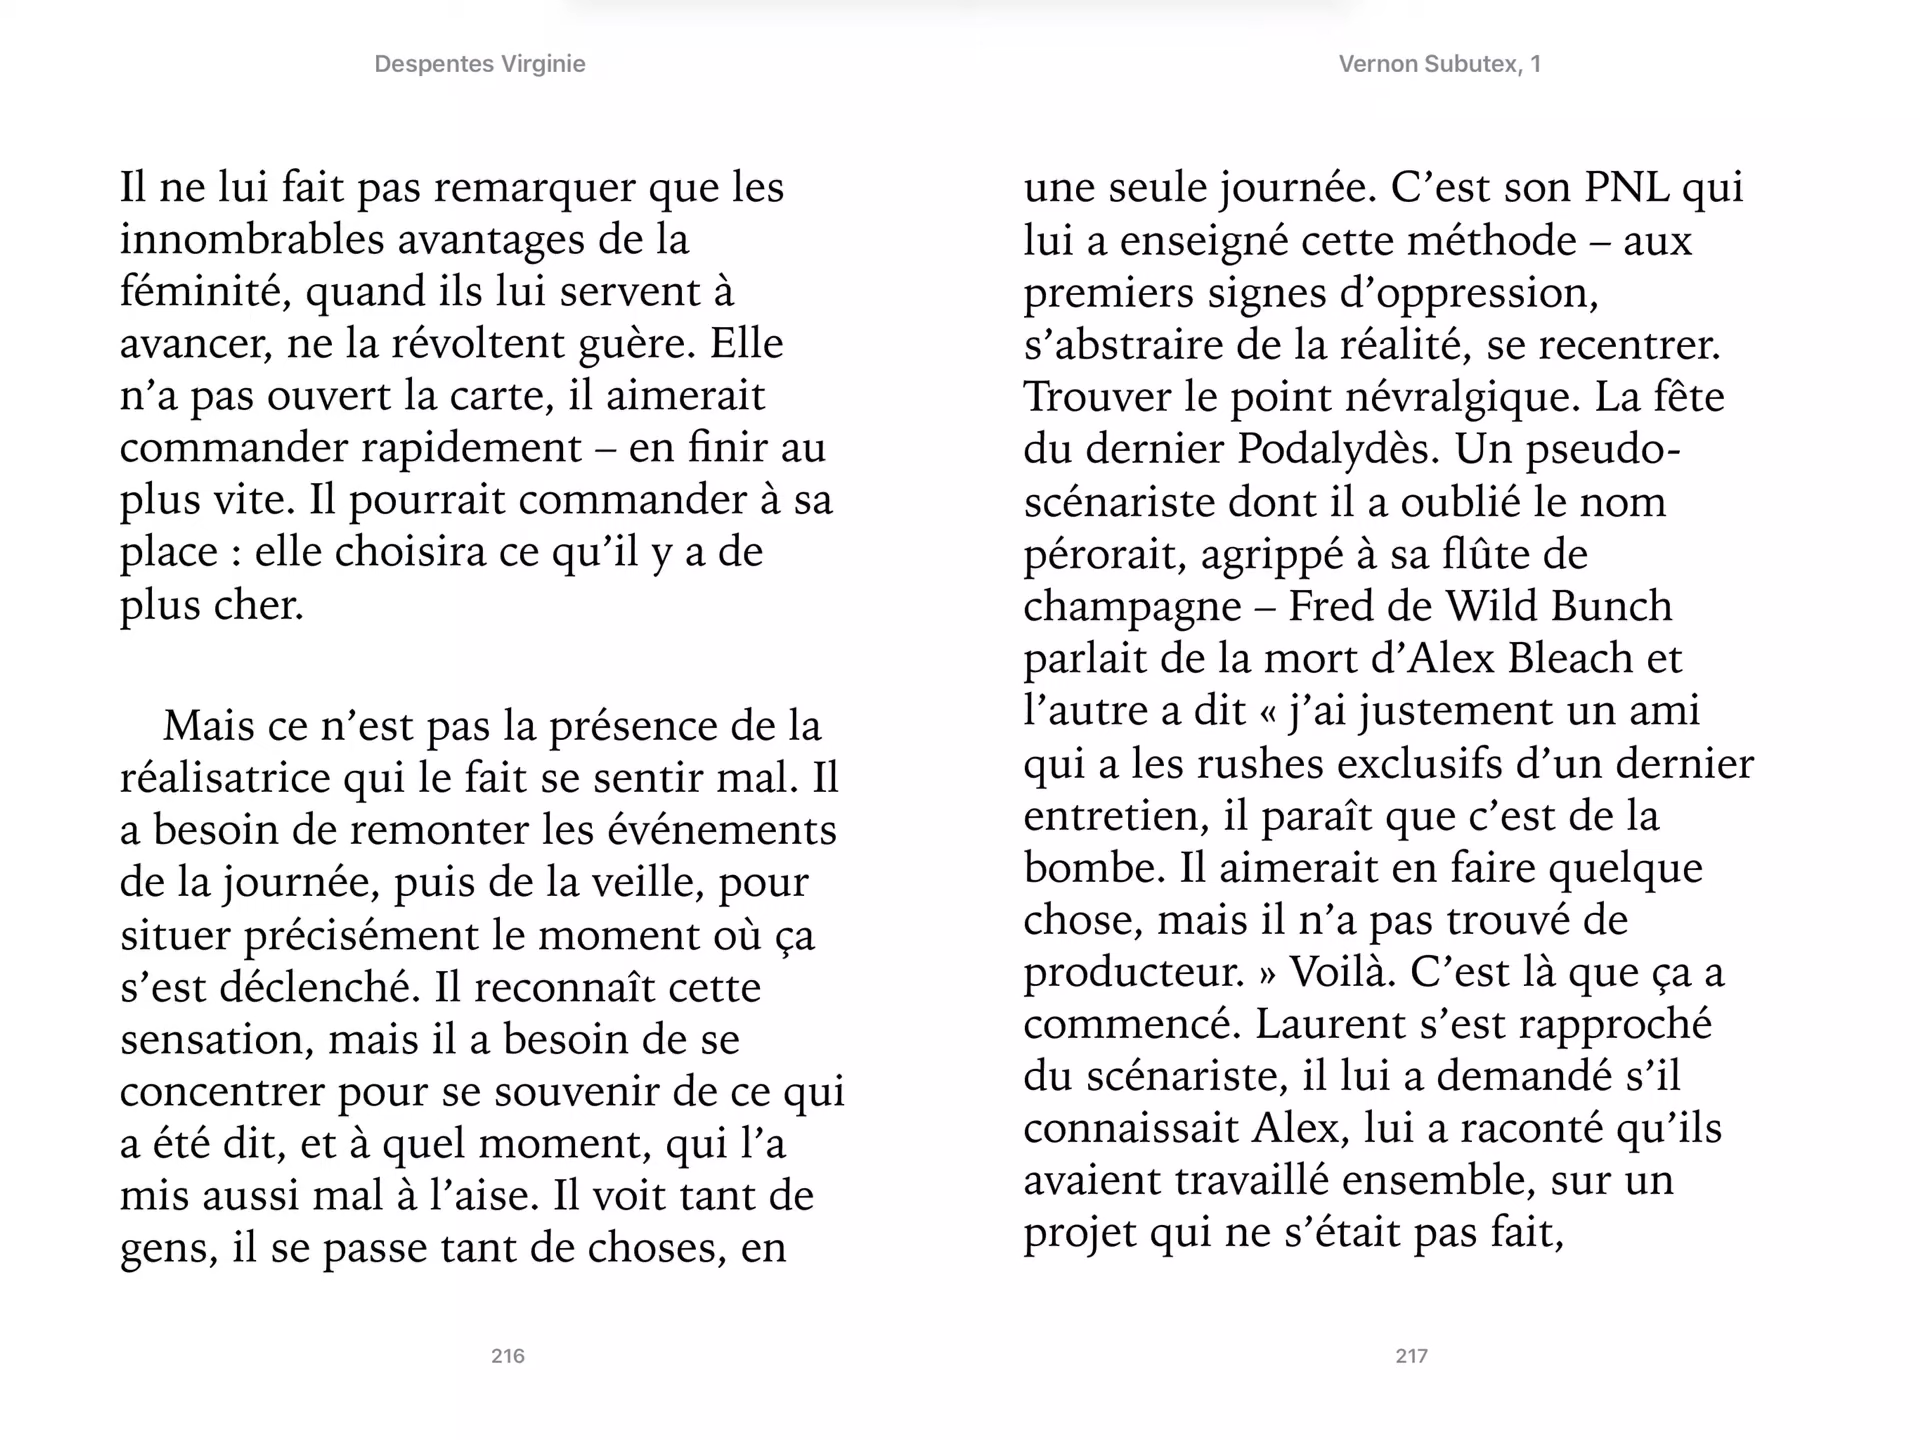 Despentes Virginie
Il ne lui fait pas remarquer que les
innombrables avantages de la
féminité, quand ils lui servent à
avancer, ne la révoltent guère. Elle
n’a pas ouvert la carte, il aimerait
commander rapidement – en finir au
plus vite. Il pourrait commander à sa
place : elle choisira ce qu’il y a de
plus cher.
Mais ce n’est pas la présence de la
réalisatrice qui le fait se sentir mal. Il
a besoin de remonter les événements
de la journée, puis de la veille, pour
situer précisément le moment où ça
s’est déclenché. Il reconnaît cette
sensation, mais il a besoin de se
concentrer pour se souvenir de ce qui
a été dit, et à quel moment, qui l’a
mis aussi mal à l’aise. Il voit tant de
gens, il se passe tant de choses, en
216
Vernon Subutex, 1
une seule journée. C’est son PNL qui
lui a enseigné cette méthode – aux
premiers signes d’oppression,
s’abstraire de la réalité, se recentrer.
Trouver le point névralgique. La fête
du dernier Podalydès. Un pseudo-
scénariste dont il a oublié le nom
pérorait, agrippé à sa flûte de
champagne – Fred de Wild Bunch
parlait de la mort d’Alex Bleach et
l’autre a dit « j’ai justement un ami
qui a les rushes exclusifs d’un dernier
entretien, il paraît que c’est de la
bombe. Il aimerait en faire quelque
chose, mais il n’a pas trouvé de
producteur. » Voilà. C’est là que ça a
commencé. Laurent s’est rapproché
du scénariste, il lui a demandé s’il
connaissait Alex, lui a raconté qu’ils
avaient travaillé ensemble, sur un
projet qui ne s’était pas fait,
217